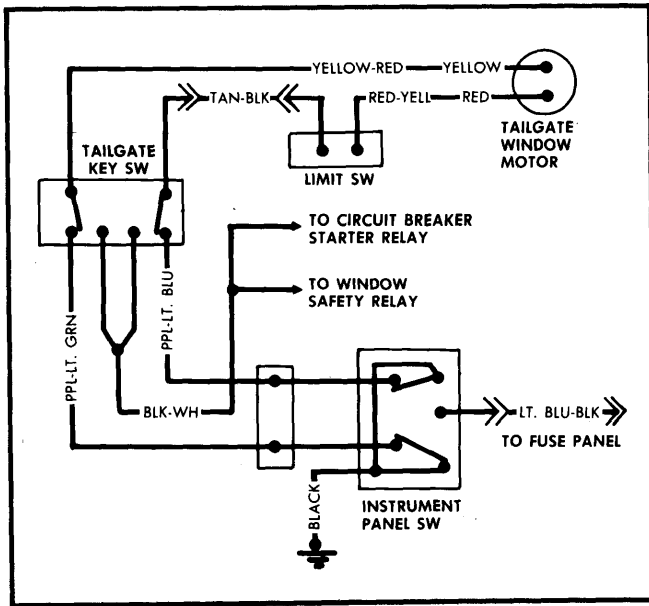 YELLOW-RED
YELLOW
TAN-BLK
RED-YELL
RED
TAILGATE
WINDOW
MOTOR
TAILGATE
KEY SW
LIMIT SW
TO CIRCUIT BREAKER
STARTER RELAY
TO WINDOW
SAFETY RELAY
PPL-LT. GRN
PPL-LT. BLU
BLK-WH
LT. BLU-BLK
TO FUSE PANEL
INSTRUMENT
PANEL SW
BLACK